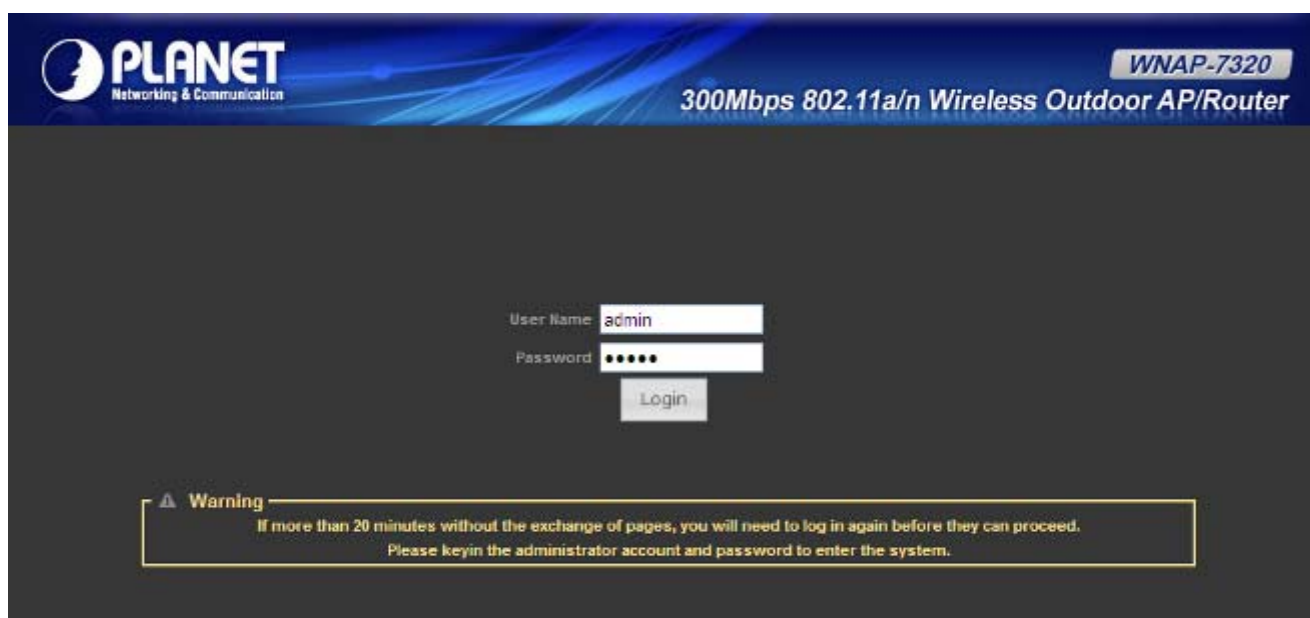 PLANET
Networking & Communication
WNAP-7320
300Mbps 802.11a/n Wireless Outdoor AP/Router
User Name admin
Password •••••
Login
Warning
If more than 20 minutes without the exchange of pages, you will need to log in again before they can proceed.
Please keyin the administrator account and password to enter the system.